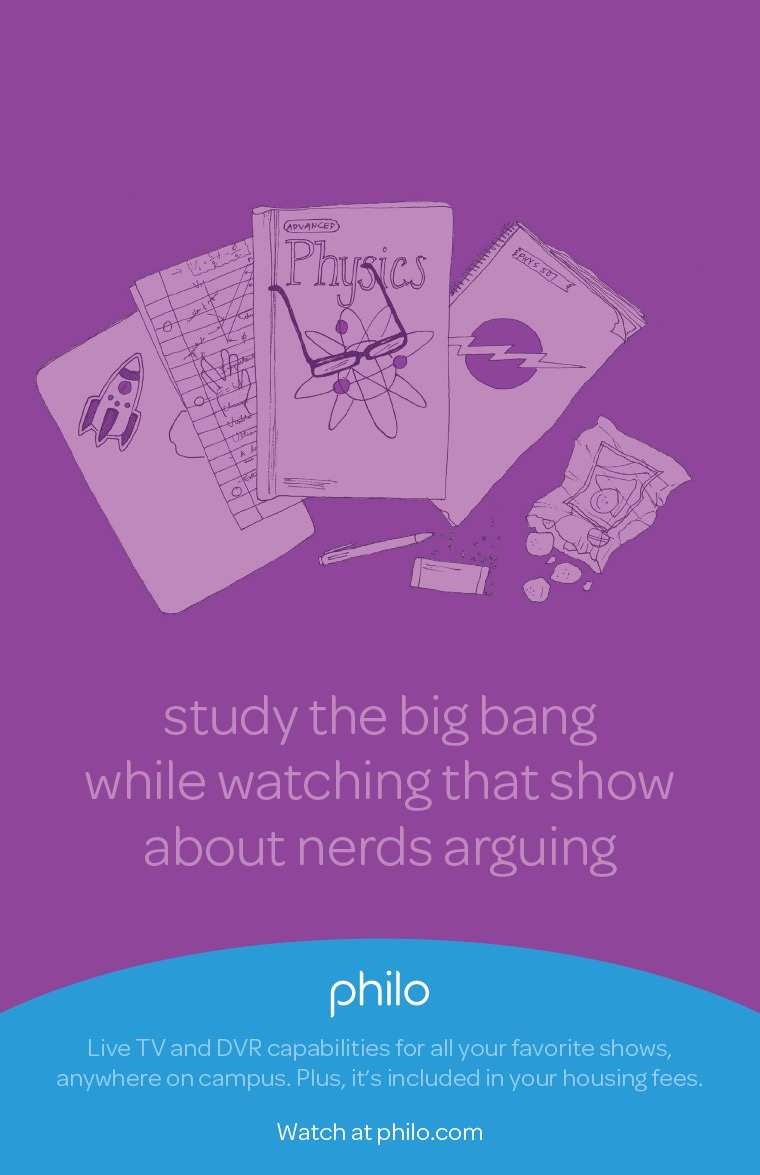 ADVANCED
Physics
PHYS 507
study the big bang
while watching that show
about nerds arguing
philo
Live TV and DVR capabilities for all your favorite shows,
anywhere on campus. Plus, it's included in your housing fees.
Watch at philo.com